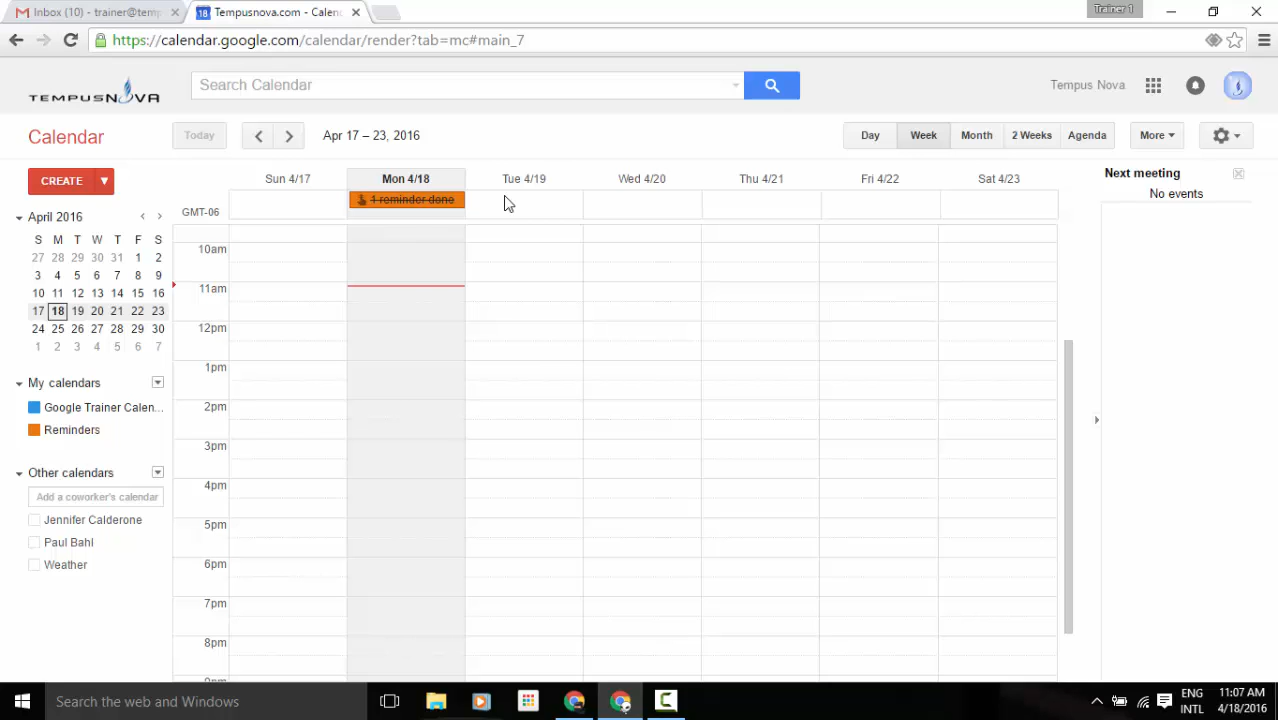 Inbox (10) - trainer@temp
18 Tempusnova.com - Calen
Trainer 1
https://calendar.google.com/calendar/render?tab=mc#main_7
TEMPUSNOVA
Search Calendar
Tempus Nova
Calendar
Today
Apr 17 – 23, 2016
Day Week Month 2 Weeks Agenda
More
CREATE
Sun 4/17 Mon 4/18 Tue 4/19 Wed 4/20 Thu 4/21 Fri 4/22 Sat 4/23
Next meeting
No events
1 reminder done
GMT-06
April 2016
S M T W T F S
27 28 29 30 31 1 2
3 4 5 6 7 8 9
10 11 12 13 14 15 16
17 18 19 20 21 22 23
24 25 26 27 28 29 30
1 2 3 4 5 6 7
10am
11am
12pm
1pm
2pm
3pm
4pm
5pm
6pm
7pm
8pm
My calendars
Google Trainer Calen...
Reminders
Other calendars
Add a coworker's calendar
Jennifer Calderone
Paul Bahl
Weather
Search the web and Windows
ENG
INTL
11:07 AM
4/18/2016